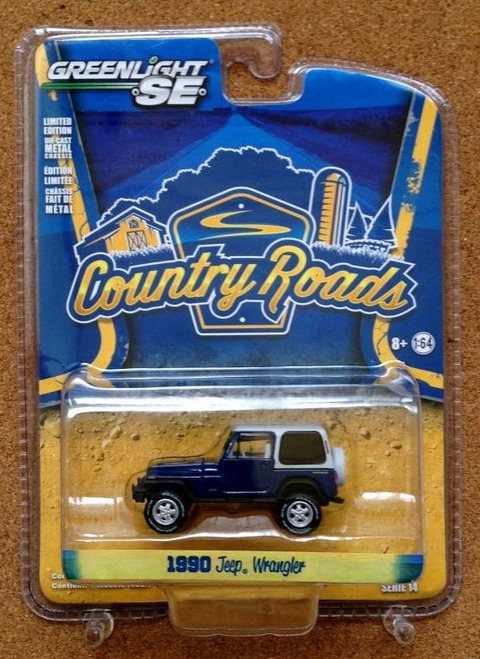 GREENLIGHT
SE
LIMITED
EDITION
DIE-CAST
METAL
CHASSIS
ÉDITION
LIMITÉE
CHÂSSIS
FAIT DE
MÉTAL
Country Roads
8+ 1:64
1990 Jeep® Wrangler
SERIE 14